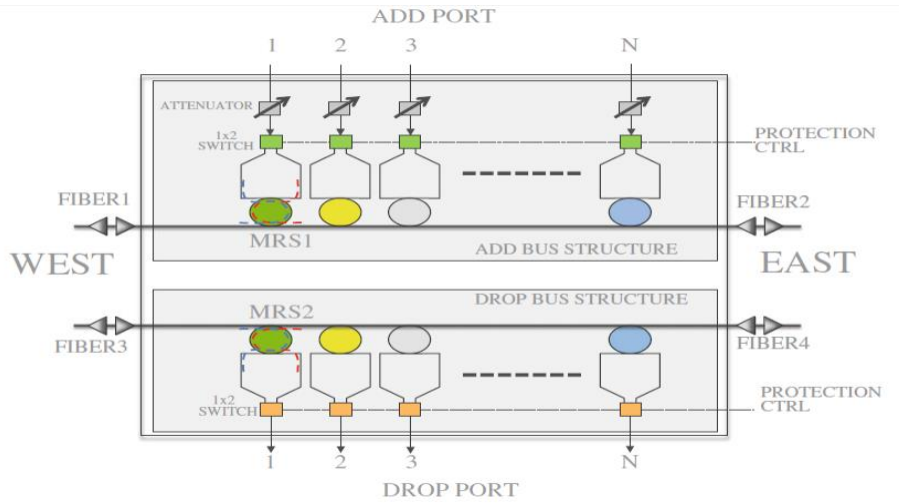 ADD PORT
1 2 3 N
ATTENUATOR
1x2
SWITCH
PROTECTION
CTRL
FIBER1
FIBER2
MRS1
ADD BUS STRUCTURE
WEST
EAST
DROP BUS STRUCTURE
MRS2
FIBER3
FIBER4
1x2
SWITCH
PROTECTION
CTRL
1 2 3 N
DROP PORT